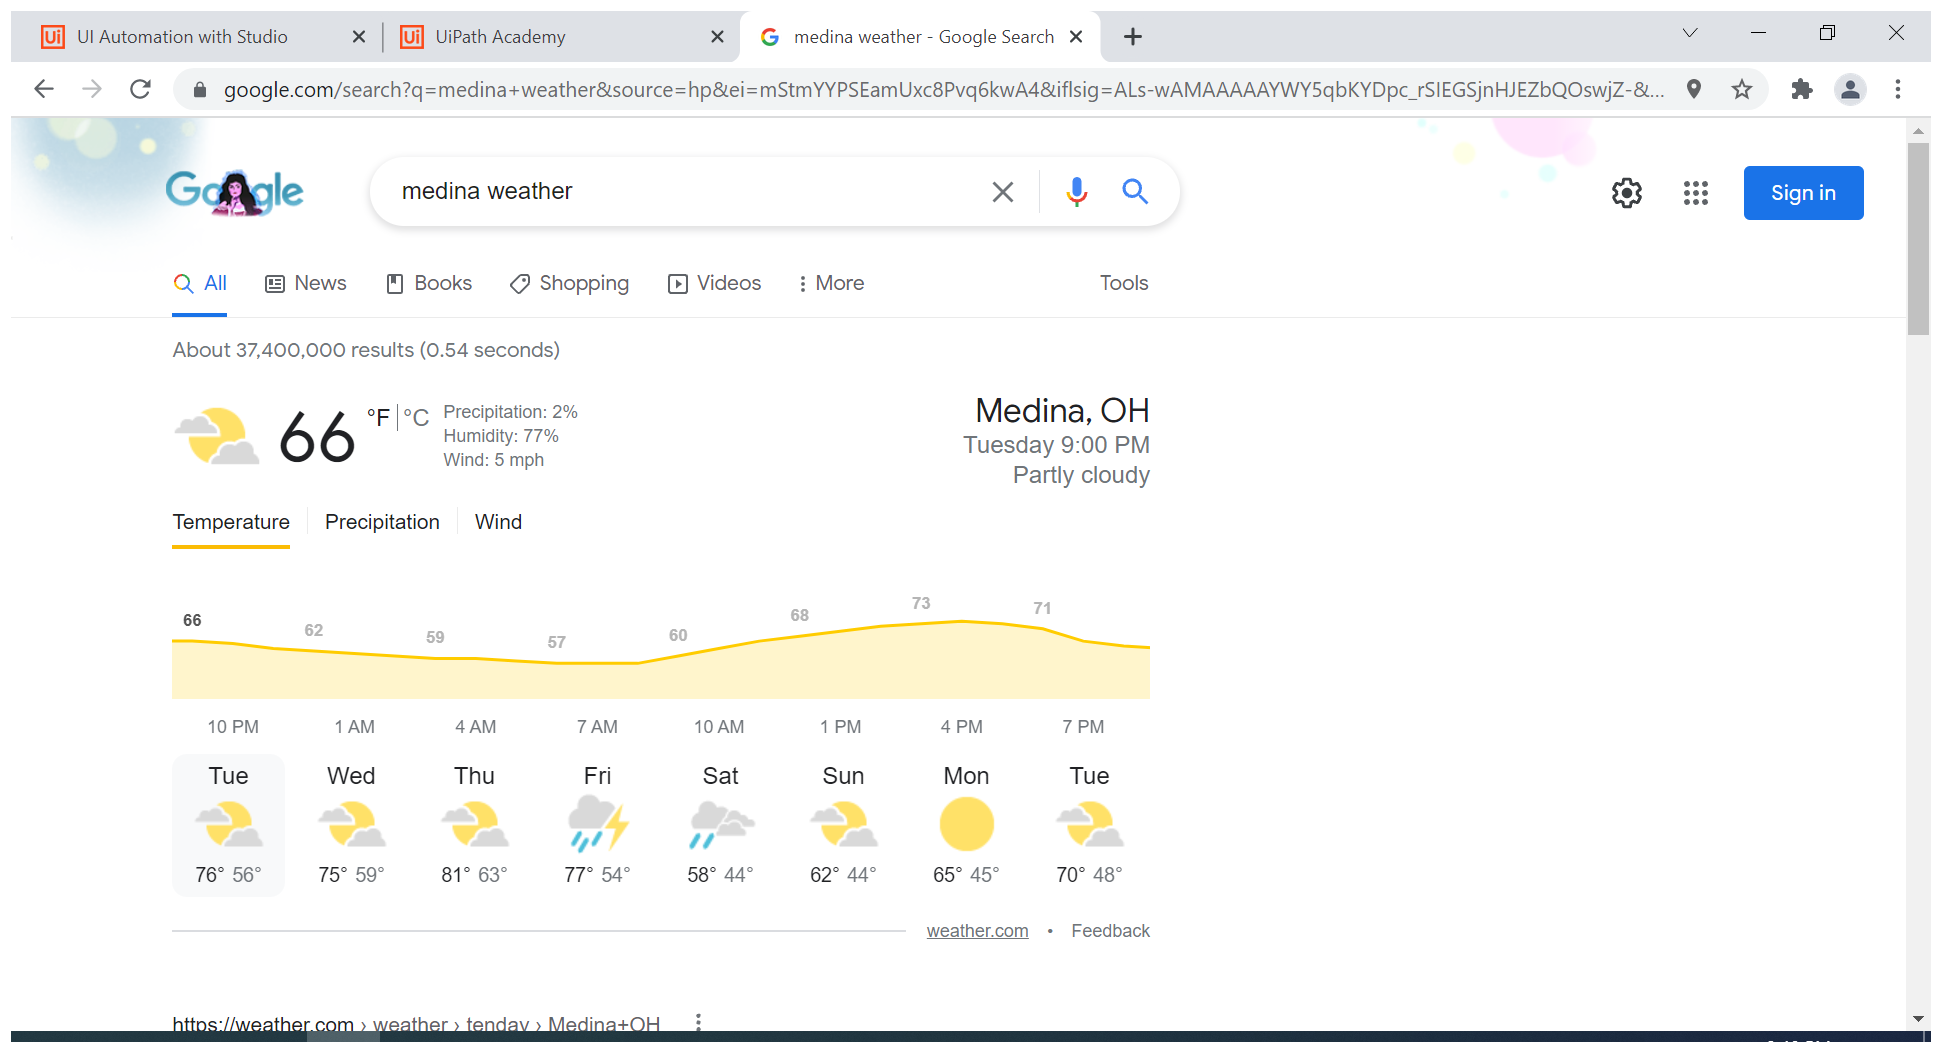 UI Automation with Studio
UiPath Academy
medina weather - Google Search
google.com/search?q=medina+weather&source=hp&ei=mStmYYPSEamUxc8Pvq6kwA4&iflsig=ALs-wAMAAAAAYWY5qbKYDpc_rSIEGSjnHJEZbQOswjZ-&...
Google
medina weather
Sign in
All News Books Shopping Videos More Tools
About 37,400,000 results (0.54 seconds)
66 °F | °C
Precipitation: 2%
Humidity: 77%
Wind: 5 mph
Medina, OH
Tuesday 9:00 PM
Partly cloudy
Temperature Precipitation Wind
66 62 59 57 60 68 73 71
10 PM 1 AM 4 AM 7 AM 10 AM 1 PM 4 PM 7 PM
Tue Wed Thu Fri Sat Sun Mon Tue
76° 56° 75° 59° 81° 63° 77° 54° 58° 44° 62° 44° 65° 45° 70° 48°
weather.com • Feedback
https://weather.com › weather › tenday › Medina+OH